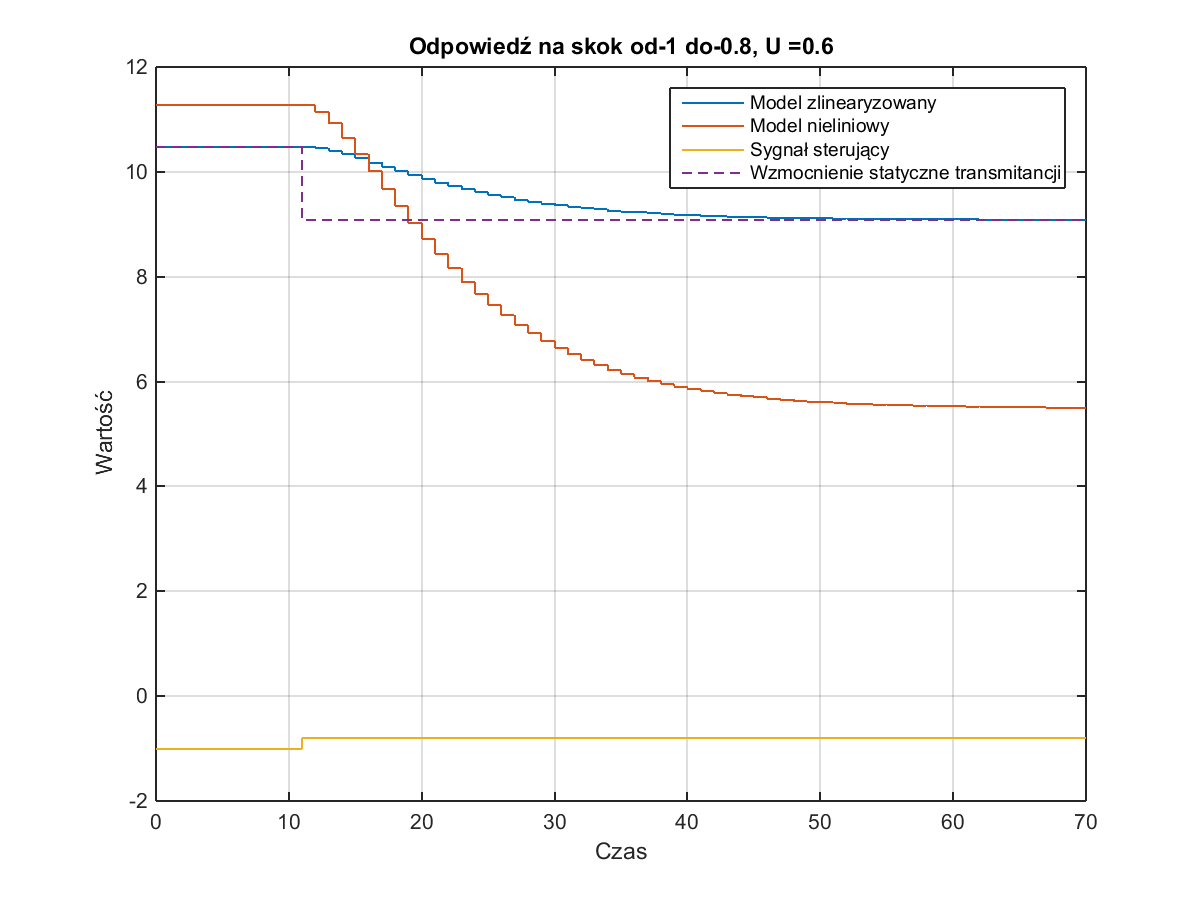 Odpowiedź na skok od-1 do-0.8, U =0.6
12
10
8
6
4
2
0
-2
Wartość
Model zlinearyzowany
Model nieliniowy
Sygnał sterujący
Wzmocnienie statyczne transmitancji
0 10 20 30 40 50 60 70
Czas